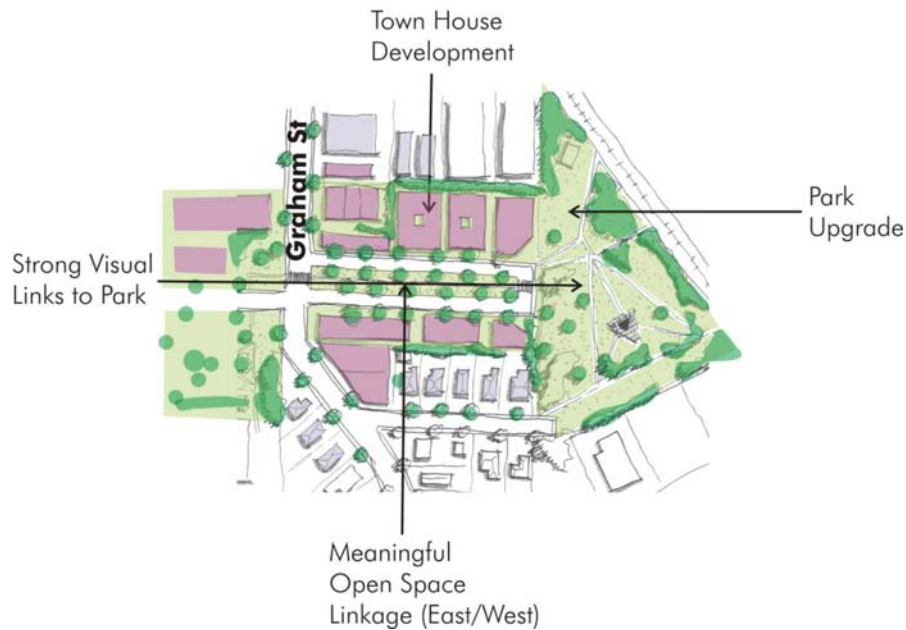 Town House
Development
Graham St
Park
Upgrade
Strong Visual
Links to Park
Meaningful
Open Space
Linkage (East/West)